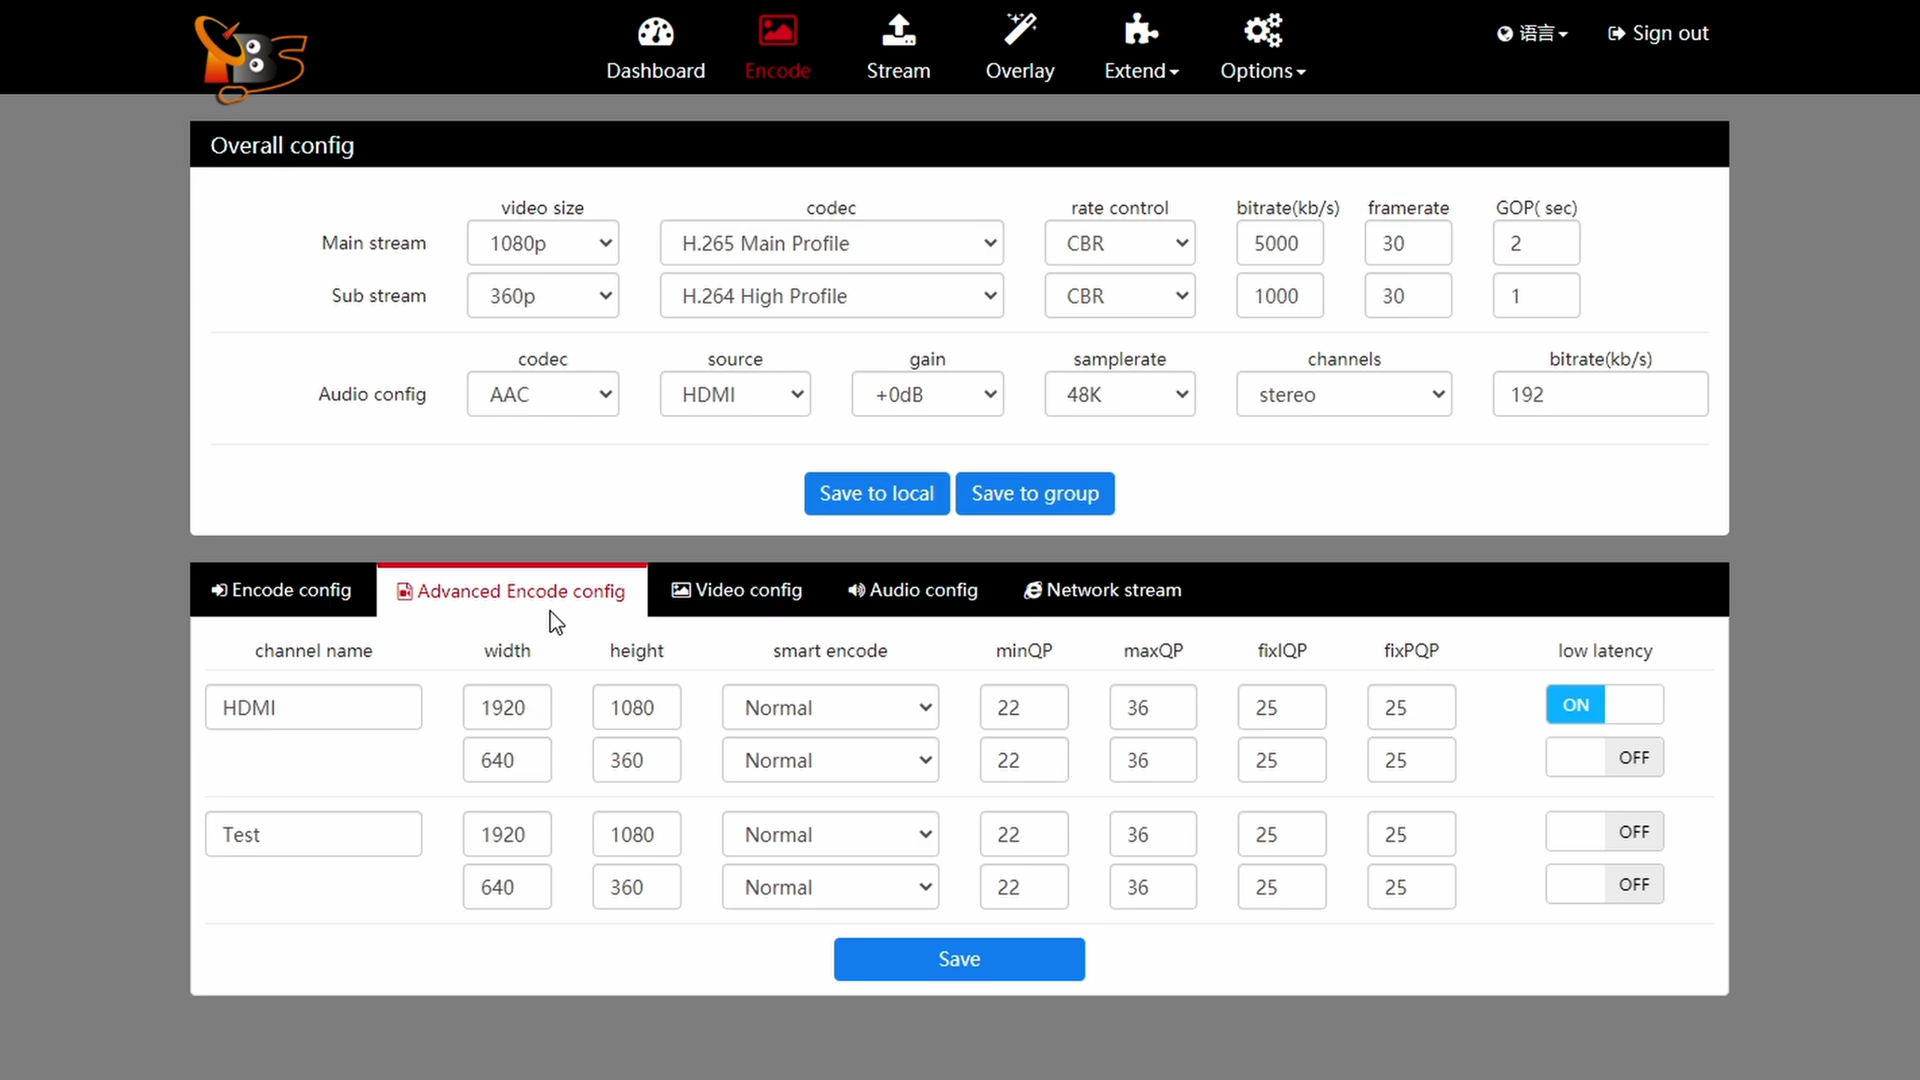 Dashboard Encode Stream Overlay Extend Options 语言 Sign out
Overall config
video size codec rate control bitrate(kb/s) framerate GOP( sec)
Main stream 1080p H.265 Main Profile CBR 5000 30 2
Sub stream 360p H.264 High Profile CBR 1000 30 1
codec source gain samplerate channels bitrate(kb/s)
Audio config AAC HDMI +0dB 48K stereo 192
Save to local Save to group
Encode config Advanced Encode config Video config Audio config Network stream
channel name width height smart encode minQP maxQP fixIQP fixPQP low latency
HDMI 1920 1080 Normal 22 36 25 25 ON
640 360 Normal 22 36 25 25 OFF
Test 1920 1080 Normal 22 36 25 25 OFF
640 360 Normal 22 36 25 25 OFF
Save